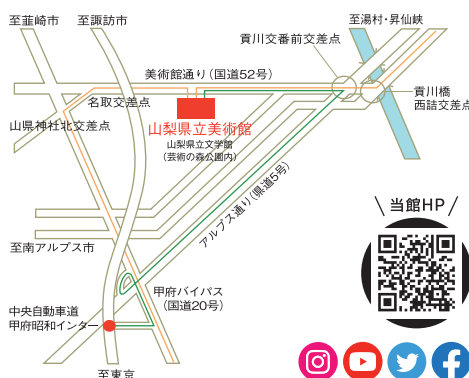 至韮崎市
至諏訪市
至湯村・昇仙峡
貢川交番前交差点
美術館通り（国道52号）
貢川橋
西詰交差点
名取交差点
山県神社北交差点
山梨県立美術館
山梨県立文学館
（芸術の森公園内）
アルプス通り（県道5号）
当館HP
至南アルプス市
甲府バイパス
（国道20号）
中央自動車道
甲府昭和インター
至東京